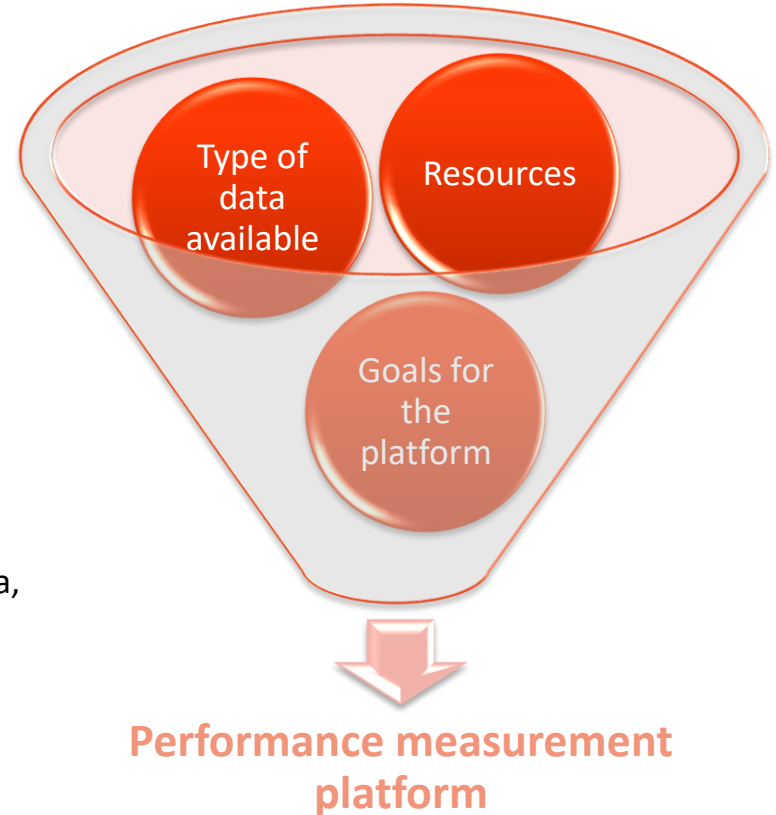 Type of
data
available
Resources
Goals for
the
platform
a,
Performance measurement
platform